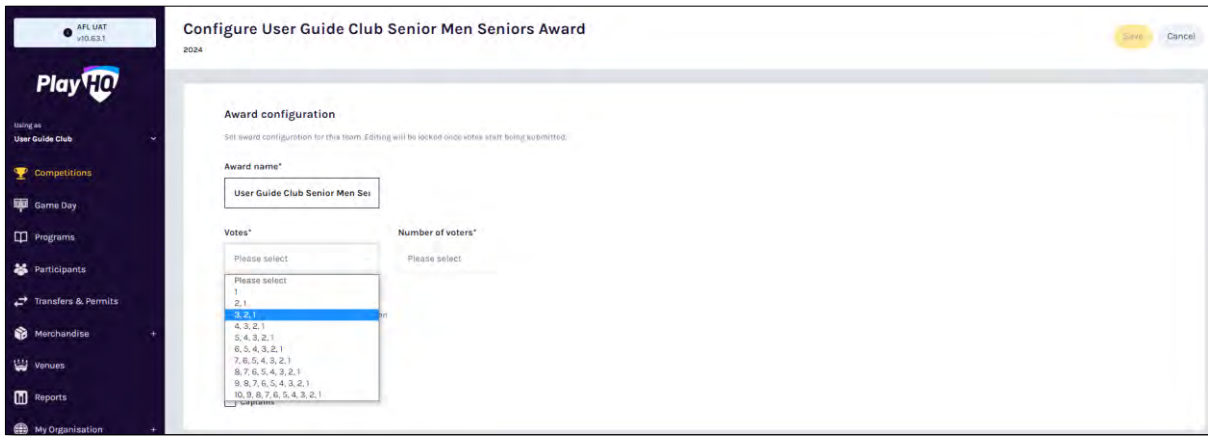 AFL UAT
v10.63.1
PlayHQ
Using as
User Guide Club
Competitions
Game Day
Programs
Participants
Transfers & Permits
Merchandise +
Venues
Reports
My Organisation +
Configure User Guide Club Senior Men Seniors Award
2024
Save Cancel
Award configuration
Set award configuration for this team. Editing will be locked once votes start being submitted.
Award name*
User Guide Club Senior Men Se
Votes* Number of voters*
Please select Please select
Please select
1
2, 1
3, 2, 1
4, 3, 2, 1
5, 4, 3, 2, 1
6, 5, 4, 3, 2, 1
7, 6, 5, 4, 3, 2, 1
8, 7, 6, 5, 4, 3, 2, 1
9, 8, 7, 6, 5, 4, 3, 2, 1
10, 9, 8, 7, 6, 5, 4, 3, 2, 1
Captains